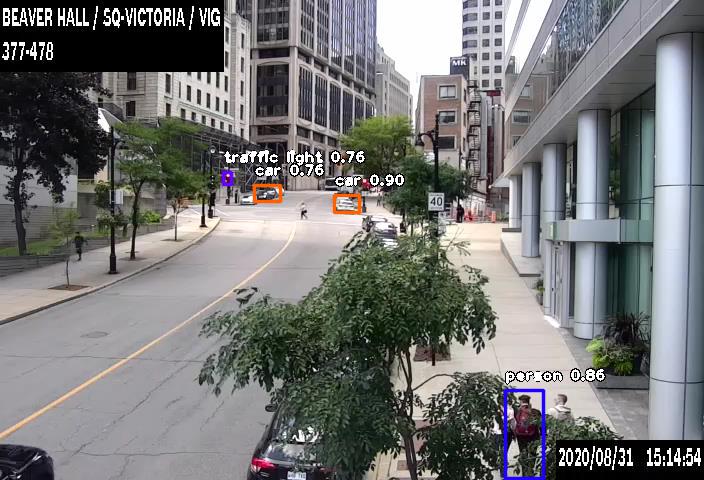 BEAVER HALL / SQ-VICTORIA / VIG
377-478
MK
traffic light 0.76
car 0.76
car 0.90
40
person 0.86
2020/08/31 15:14:54